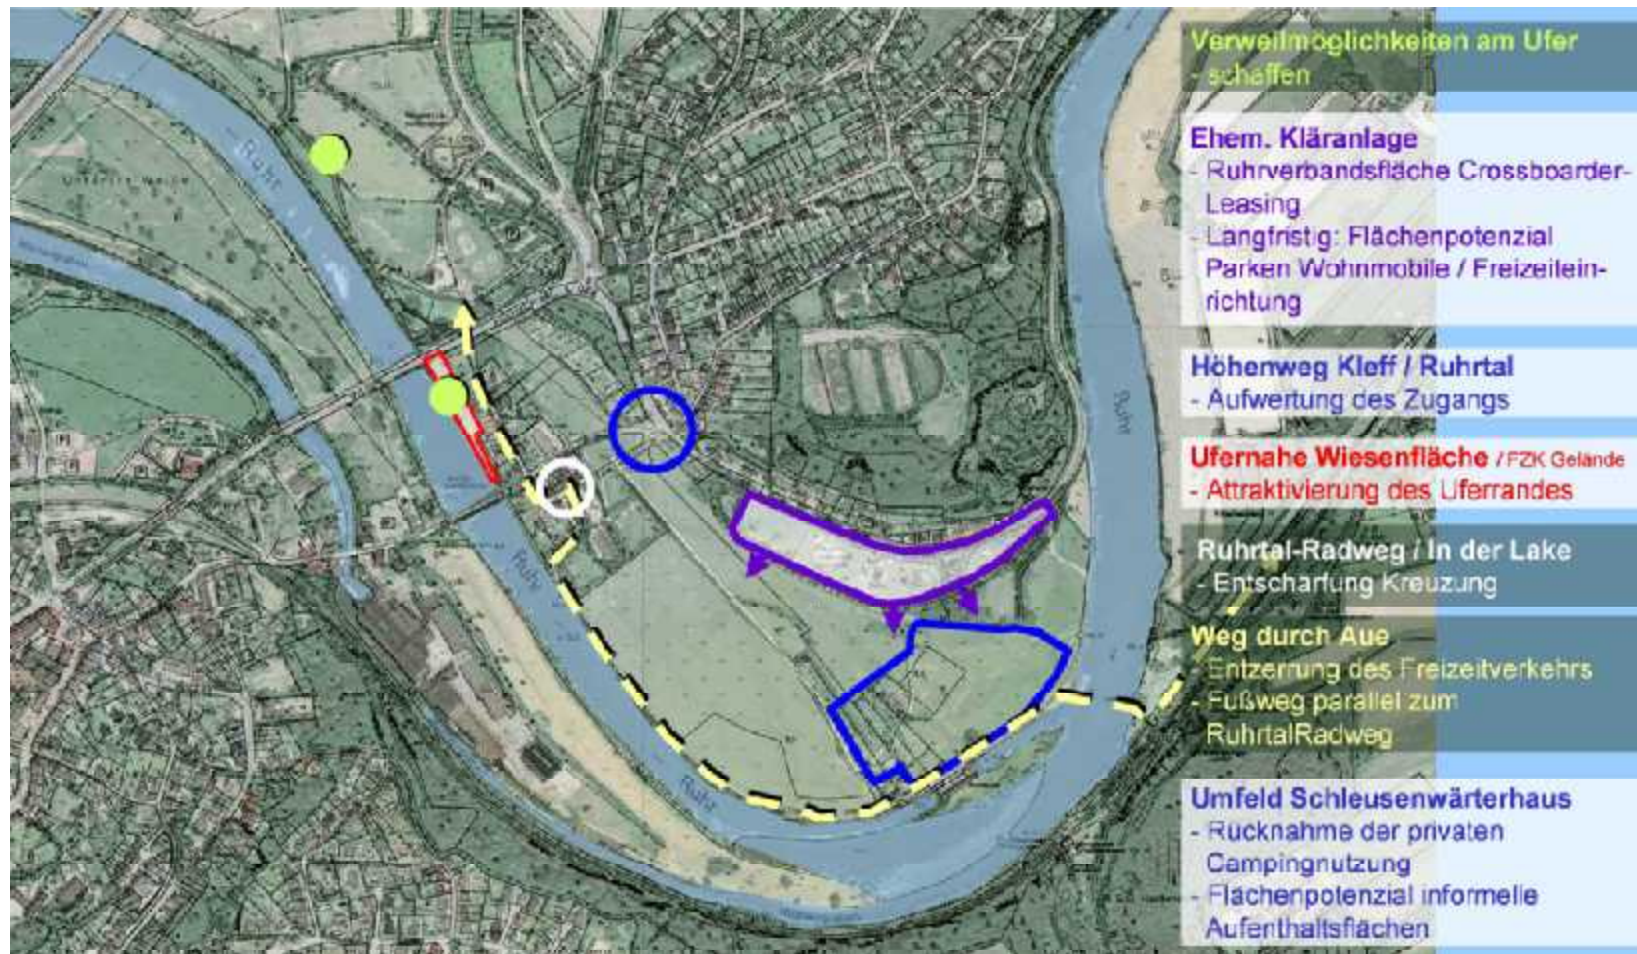 Verweilmöglichkeiten am Ufer
- schaffen
Ehem. Kläranlage
- Ruhrverbandsfläche Crossboarder-
Leasing
- Langfristig: Flächenpotenzial
Parken Wohnmobile / Freizeitein-
richtung
Höhenweg Kleff / Ruhrtal
- Aufwertung des Zugangs
Ufernahe Wiesenfläche / FZK Gelände
- Attraktivierung des Uferrandes
Ruhrtal-Radweg / In der Lake
- Entschärfung Kreuzung
Weg durch Aue
- Entzerrung des Freizeitverkehrs
- Fußweg parallel zum
RuhrtalRadweg
Umfeld Schleusenwärterhaus
- Rücknahme der privaten
Campingnutzung
- Flächenpotenzial informelle
Aufenthaltsflächen
Ruhr
Ruhr
Ruhr
Ruhr